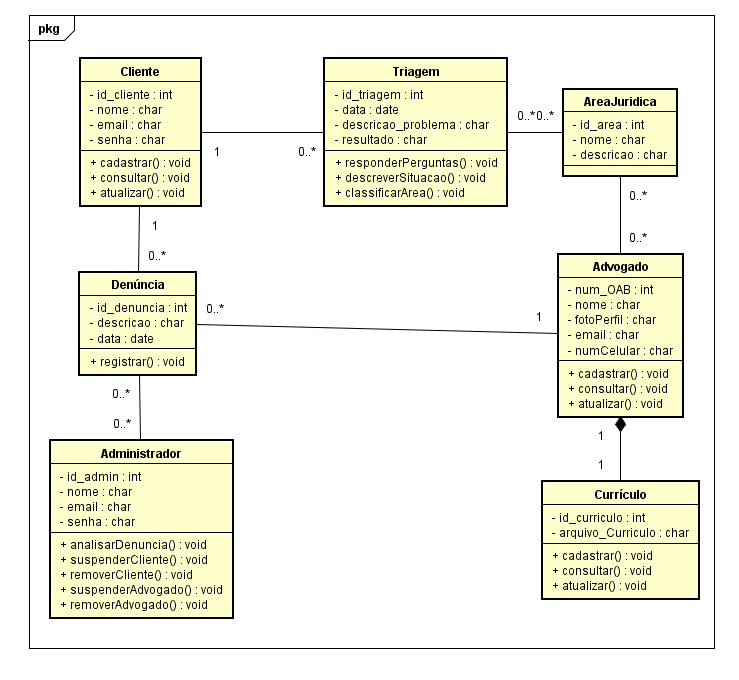 pkg
Cliente
- id_cliente : int
- nome : char
- email : char
- senha : char
+ cadastrar() : void
+ consultar() : void
+ atualizar() : void
1
0..*
Triagem
- id_triagem : int
- data : date
- descricao_problema : char
- resultado : char
+ responderPerguntas() : void
+ descreverSituacao() : void
+ classificarArea() : void
0..*0..*
AreaJuridica
- id_area : int
- nome : char
- descricao : char
1
0..*
0..*
0..*
Denúncia
- id_denuncia : int
- descricao : char
- data : date
+ registrar() : void
0..*
1
Advogado
- num_OAB : int
- nome : char
- fotoPerfil : char
- email : char
- numCelular : char
+ cadastrar() : void
+ consultar() : void
+ atualizar() : void
0..*
0..*
1
1
Administrador
- id_admin : int
- nome : char
- email : char
- senha : char
+ analisarDenuncia() : void
+ suspenderCliente() : void
+ removerCliente() : void
+ suspenderAdvogado() : void
+ removerAdvogado() : void
Currículo
- id_curriculo : int
- arquivo_Curriculo : char
+ cadastrar() : void
+ consultar() : void
+ atualizar() : void